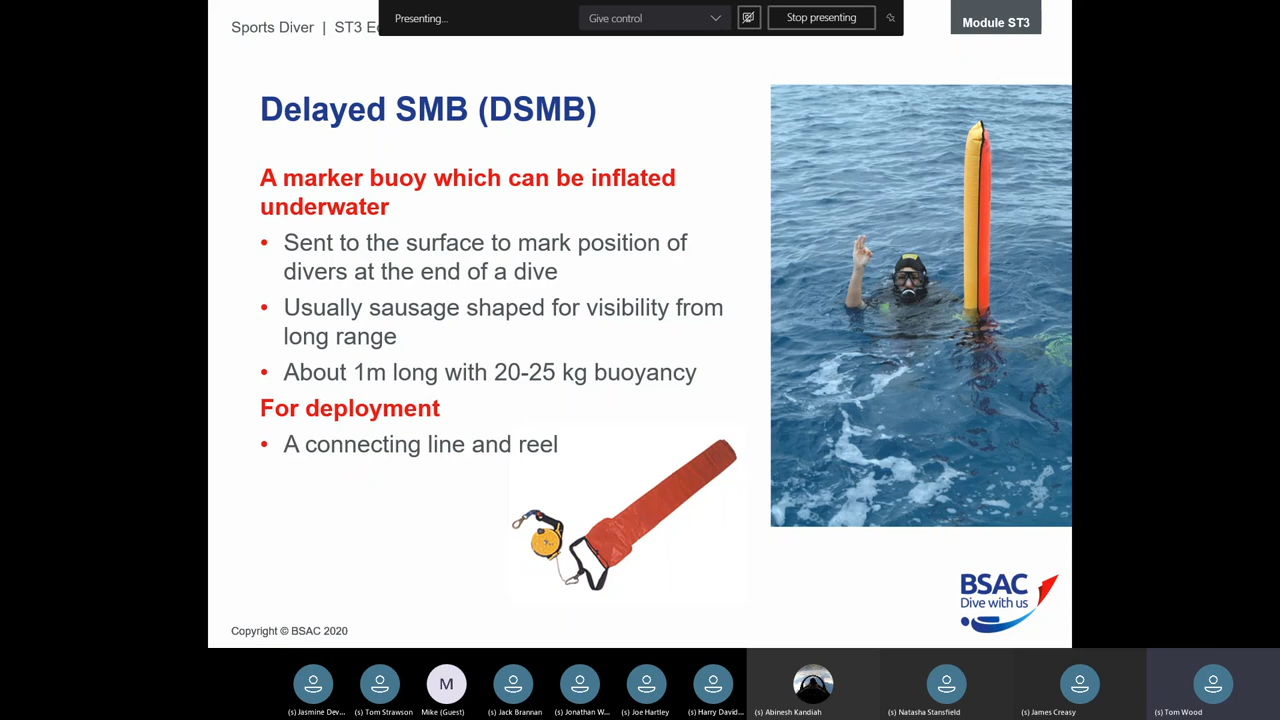 Sports Diver | ST3 E
Presenting...
Give control
Stop presenting
Module ST3
Delayed SMB (DSMB)
A marker buoy which can be inflated
underwater
• Sent to the surface to mark position of
divers at the end of a dive
• Usually sausage shaped for visibility from
long range
• About 1m long with 20-25 kg buoyancy
For deployment
• A connecting line and reel
BSAC
Dive with us
Copyright © BSAC 2020
M
(s) Jasmine Dev...
(s) Tom Strawson
Mike (Guest)
(s) Jack Brannan
(s) Jonathan W...
(s) Joe Hartley
(s) Harry David...
(s) Abinesh Kandiah
(s) Natasha Stansfield
(s) James Creasy
(s) Tom Wood